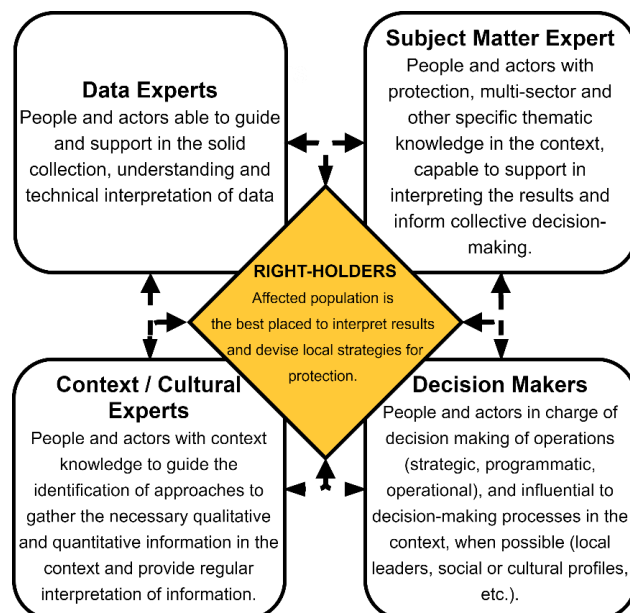 Data Experts
People and actors able to guide
and support in the solid
collection, understanding and
technical interpretation of data
Subject Matter Expert
People and actors with
protection, multi-sector and
other specific thematic
knowledge in the context,
capable to support in
interpreting the results and
inform collective decision-
making.
RIGHT-HOLDERS
Affected population is
the best placed to interpret results
and devise local strategies for
protection.
Context / Cultural
Experts
People and actors with context
knowledge to guide the
identification of approaches to
gather the necessary qualitative
and quantitative information in the
context and provide regular
interpretation of information.
Decision Makers
People and actors in charge of
decision making of operations
(strategic, programmatic,
operational), and influential to
decision-making processes in the
context, when possible (local
leaders, social or cultural profiles,
etc.).